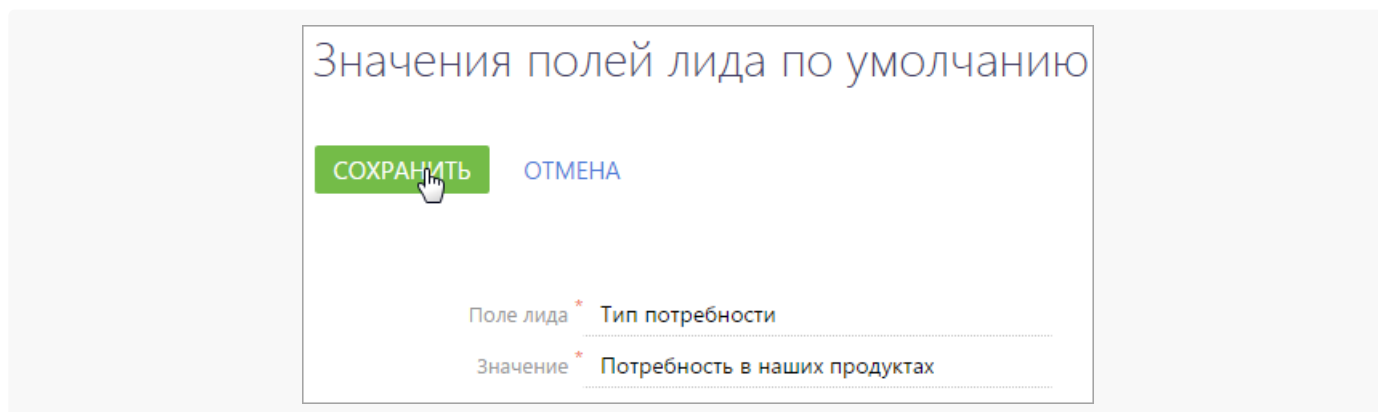 Значения полей лида по умолчанию
СОХРАНИТЬ ОТМЕНА
Поле лида * Тип потребности
Значение * Потребность в наших продуктах